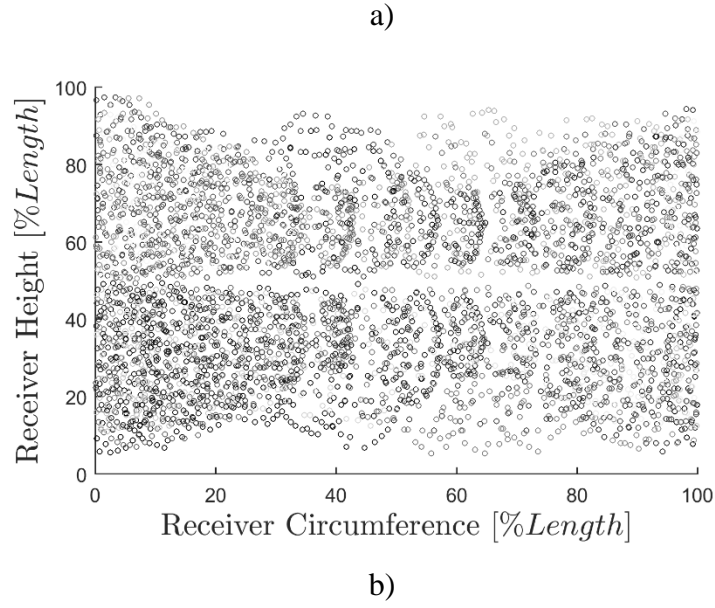 a)
100
80
60
40
20
0
Receiver Height [%Length]
0 20 40 60 80 100
Receiver Circumference [%Length]
b)